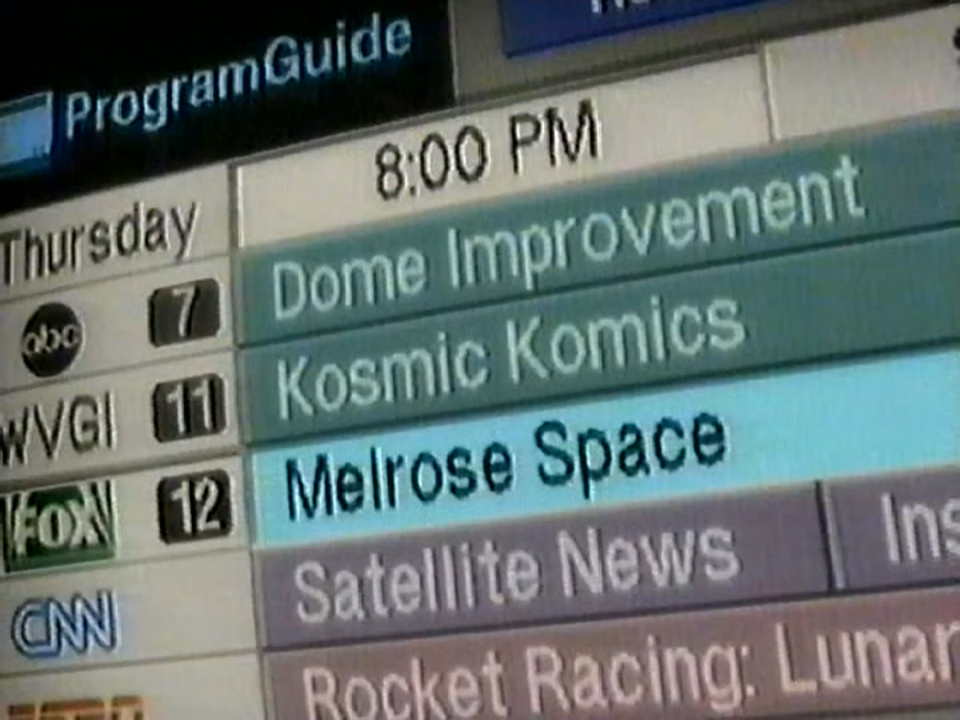 ProgramGuide
8:00 PM
Thursday
abc 7 Dome Improvement
WVGI 11 Kosmic Komics
FOX 12 Melrose Space
CNN Satellite News Ins
Rocket Racing: Lunar